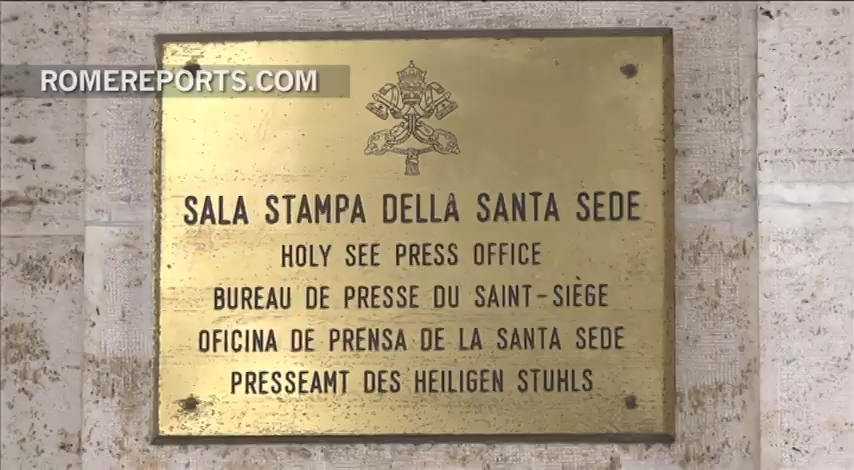 ROMEREPORTS.COM
SALA STAMPA DELLA SANTA SEDE
HOLY SEE PRESS OFFICE
BUREAU DE PRESSE DU SAINT-SIÈGE
OFICINA DE PRENSA DE LA SANTA SEDE
PRESSEAMT DES HEILIGEN STUHLS